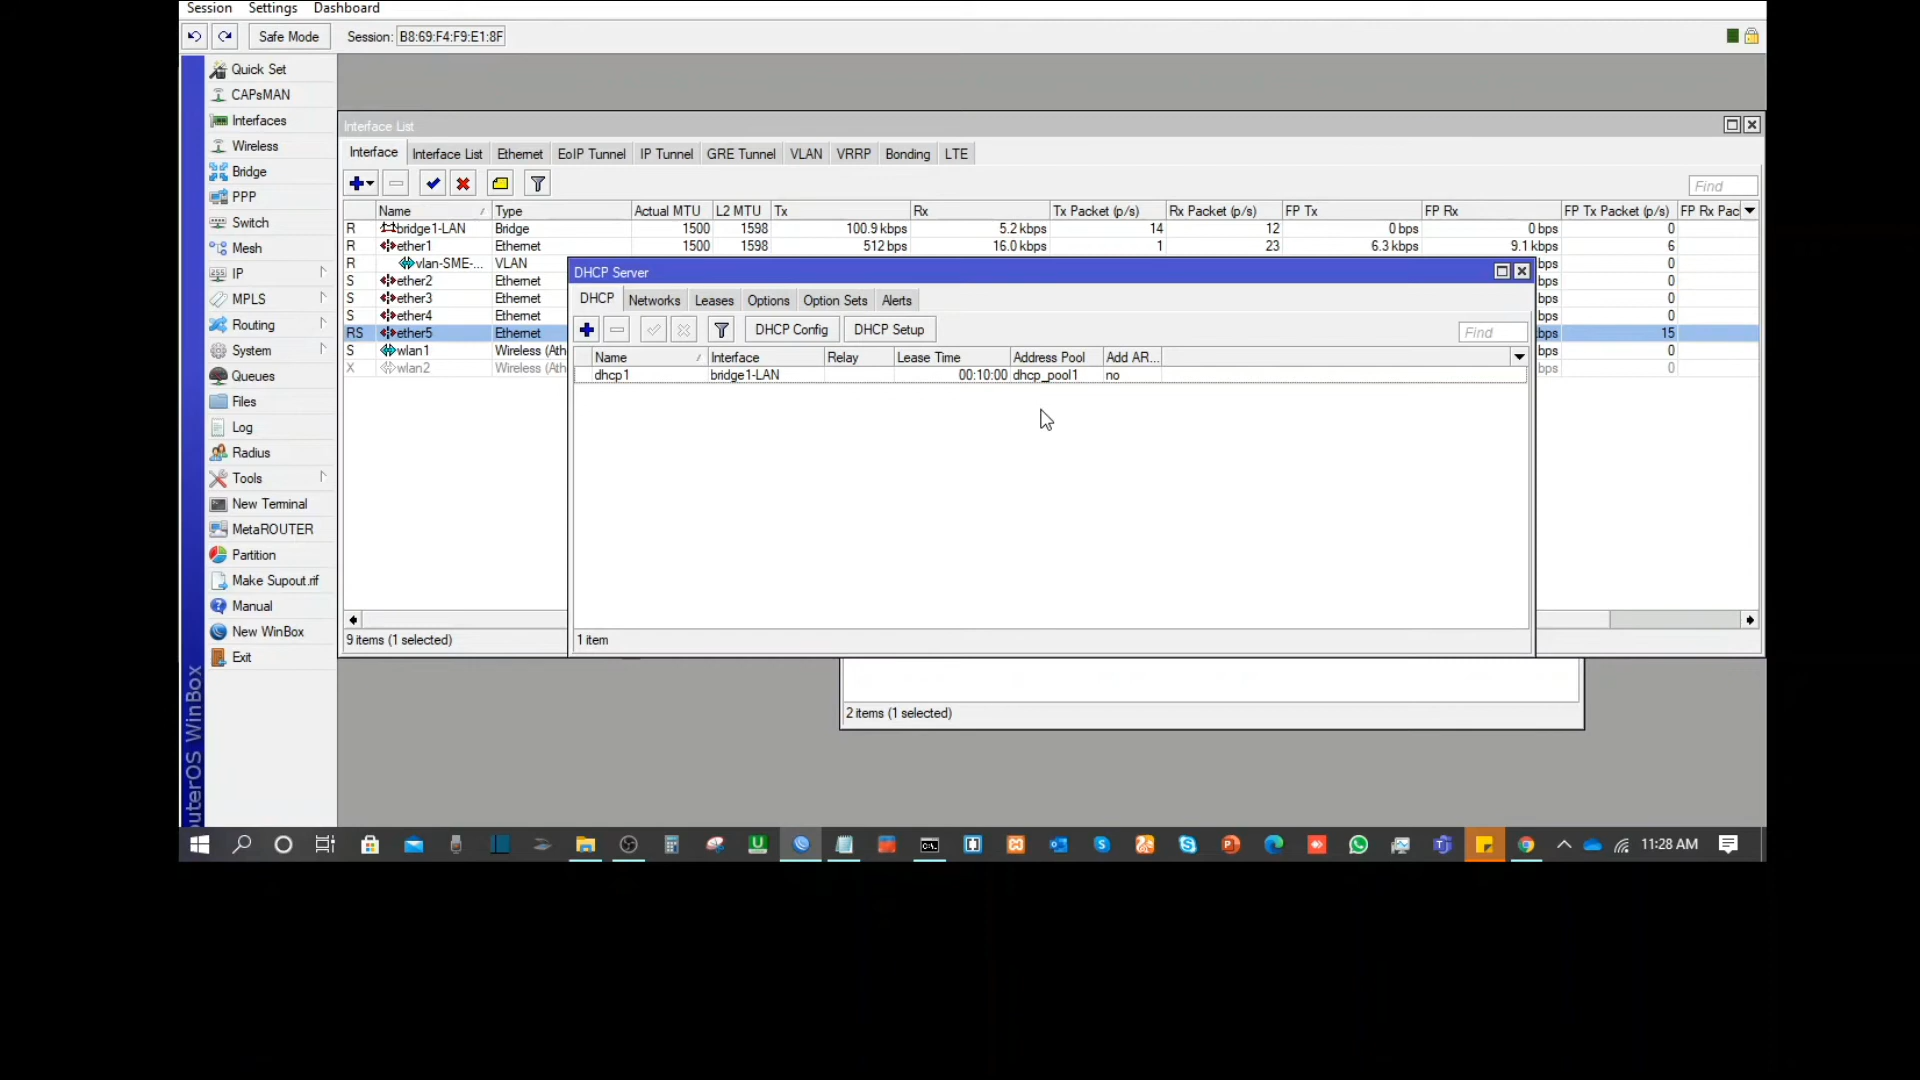 Session Settings Dashboard
Safe Mode Session: B8:69:F4:F9:E1:8F
Quick Set
CAPsMAN
Interfaces
Wireless
Bridge
PPP
Switch
Mesh
IP
MPLS
Routing
System
Queues
Files
Log
Radius
Tools
New Terminal
MetaROUTER
Partition
Make Supout.rif
Manual
New WinBox
Exit
uterOS WinBox
Interface List
Interface Interface List Ethernet EoIP Tunnel IP Tunnel GRE Tunnel VLAN VRRP Bonding LTE
Find
Name Type Actual MTU L2 MTU Tx Rx Tx Packet (p/s) Rx Packet (p/s) FP Tx FP Rx FP Tx Packet (p/s) FP Rx Pac
R bridge1-LAN Bridge 1500 1598 100.9 kbps 5.2 kbps 14 12 0 bps 0 bps 0
R ether1 Ethernet 1500 1598 512 bps 16.0 kbps 1 23 6.3 kbps 9.1 kbps 6
R vlan-SME-... VLAN bps 0
S ether2 Ethernet bps 0
S ether3 Ethernet bps 0
S ether4 Ethernet bps 0
RS ether5 Ethernet kbps 15
S wlan1 Wireless (Ath bps 0
X wlan2 Wireless (Ath bps 0
9 items (1 selected)
DHCP Server
DHCP Networks Leases Options Option Sets Alerts
DHCP Config DHCP Setup Find
Name Interface Relay Lease Time Address Pool Add AR...
dhcp1 bridge1-LAN 00:10:00 dhcp_pool1 no
1 item
2 items (1 selected)
11:28 AM